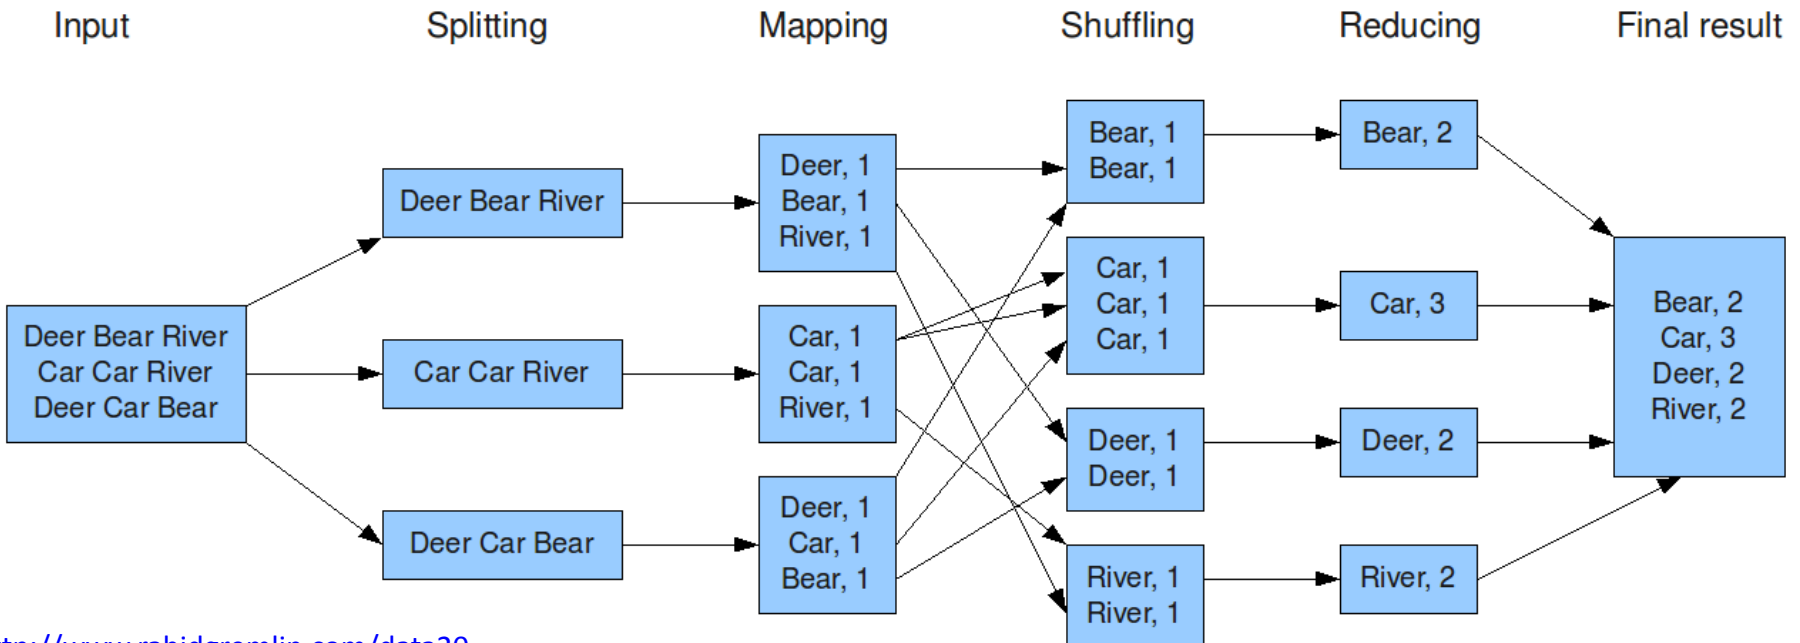 Input
Splitting
Mapping
Shuffling
Reducing
Final result
Deer Bear River
Car Car River
Deer Car Bear
Deer Bear River
Car Car River
Deer Car Bear
Deer, 1
Bear, 1
River, 1
Car, 1
Car, 1
River, 1
Deer, 1
Car, 1
Bear, 1
Bear, 1
Bear, 1
Car, 1
Car, 1
Car, 1
Deer, 1
Deer, 1
River, 1
River, 1
Bear, 2
Car, 3
Deer, 2
River, 2
Bear, 2
Car, 3
Deer, 2
River, 2